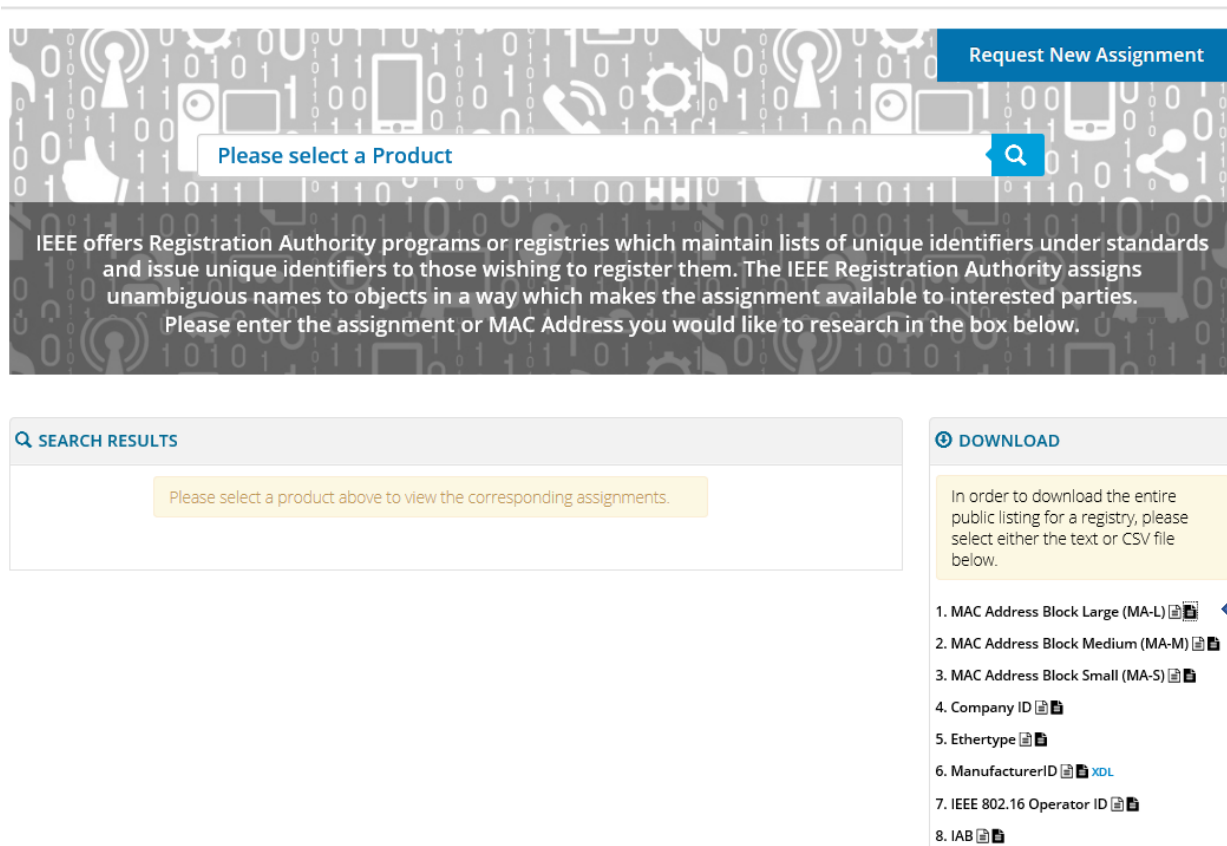 Request New Assignment
Please select a Product
IEEE offers Registration Authority programs or registries which maintain lists of unique identifiers under standards
and issue unique identifiers to those wishing to register them. The IEEE Registration Authority assigns
unambiguous names to objects in a way which makes the assignment available to interested parties.
Please enter the assignment or MAC Address you would like to research in the box below.
SEARCH RESULTS
Please select a product above to view the corresponding assignments.
DOWNLOAD
In order to download the entire
public listing for a registry, please
select either the text or CSV file
below.
1. MAC Address Block Large (MA-L)
2. MAC Address Block Medium (MA-M)
3. MAC Address Block Small (MA-S)
4. Company ID
5. Ethertype
6. ManufacturerID XDL
7. IEEE 802.16 Operator ID
8. IAB